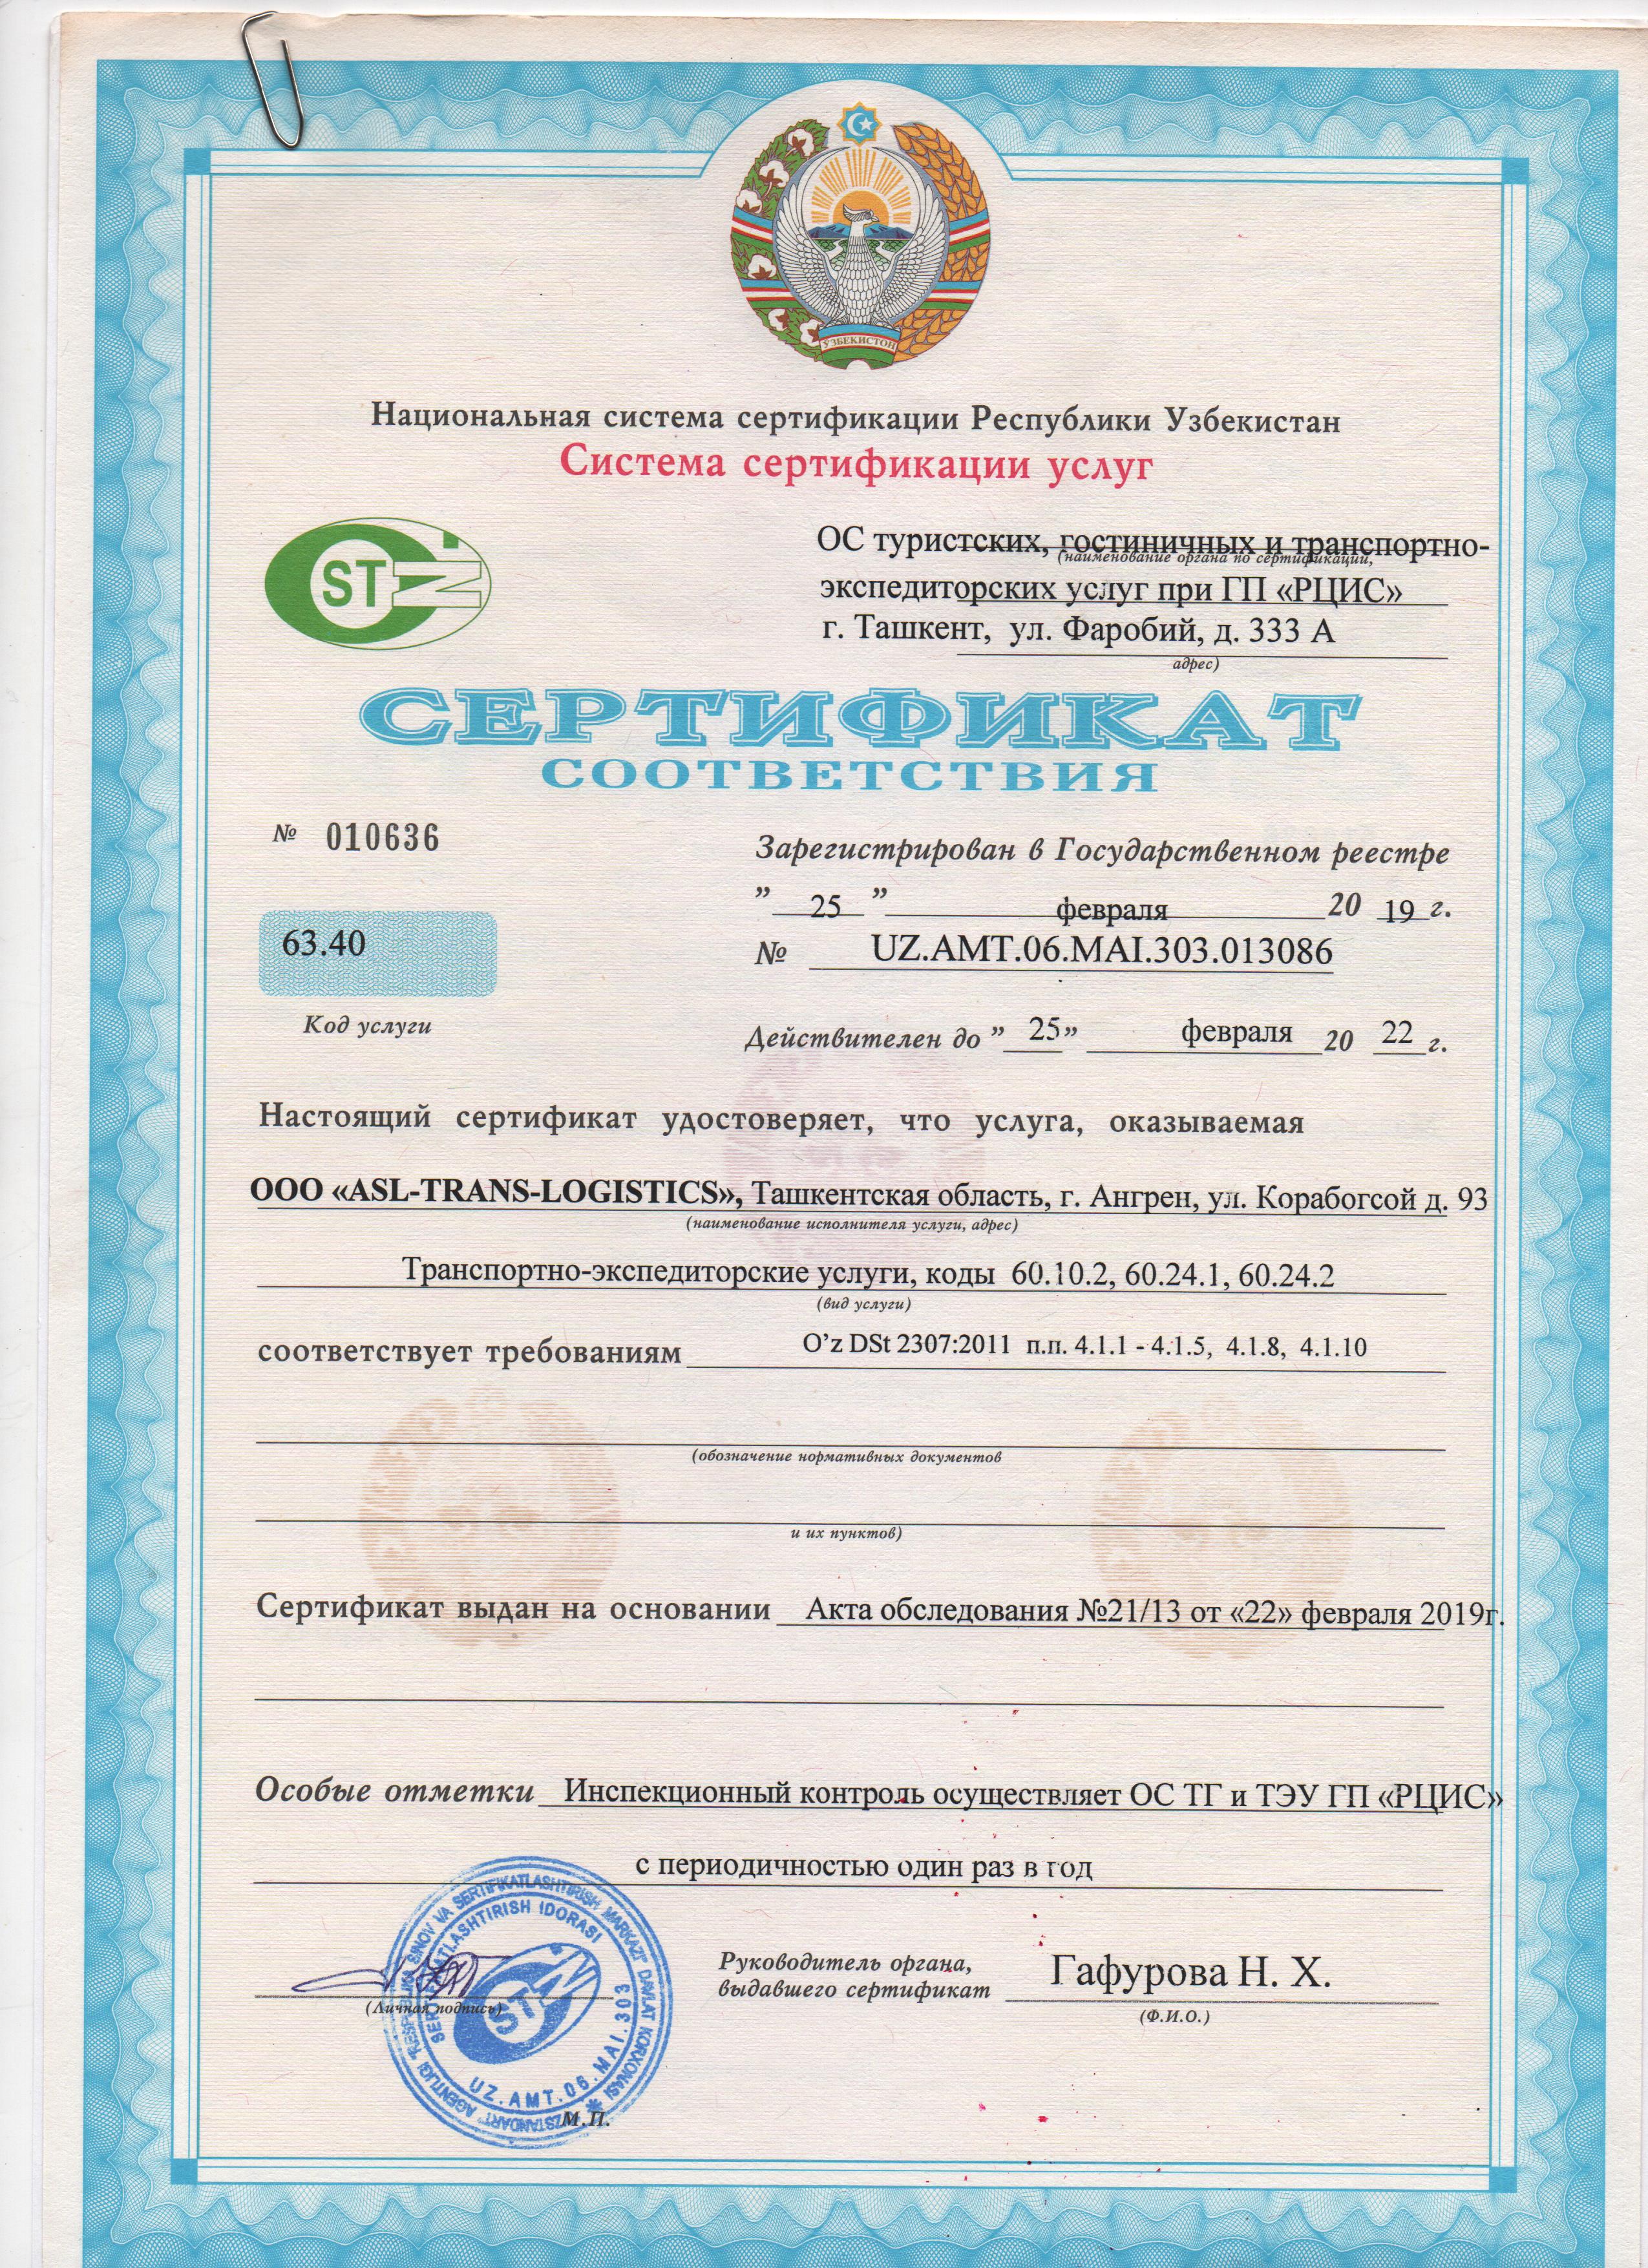 ЎЗБЕКИСТОН
Национальная система сертификации Республики Узбекистан
Система сертификации услуг
ST
ОС туристских, гостиничных и транспортно-
(наименование органа по сертификации,
экспедиторских услуг при ГП «РЦИС»
г. Ташкент, ул. Фаробий, д. 333 А
адрес)
СЕРТИФИКАТ
СООТВЕТСТВИЯ
№ 010636
Зарегистрирован в Государственном реестре
" 25 " февраля 20 19 г.
63.40
№ UZ.AMT.06.MAI.303.013086
Код услуги
Действителен до " 25" февраля 20 22 г.
Настоящий сертификат удостоверяет, что услуга, оказываемая
ООО «ASL-TRANS-LOGISTICS», Ташкентская область, г. Ангрен, ул. Корабогсой д. 93
(наименование исполнителя услуги, адрес)
Транспортно-экспедиторские услуги, коды 60.10.2, 60.24.1, 60.24.2
(вид услуги)
соответствует требованиям O’z DSt 2307:2011 п.п. 4.1.1 - 4.1.5, 4.1.8, 4.1.10
(обозначение нормативных документов
и их пунктов)
Сертификат выдан на основании Акта обследования №21/13 от «22» февраля 2019г.
Особые отметки Инспекционный контроль осуществляет ОС ТГ и ТЭУ ГП «РЦИС»
с периодичностью один раз в год
Руководитель органа,
выдавшего сертификат Гафурова Н. Х.
(Личная подпись)
(Ф.И.О.)
"RESPUBLIKA SINOV VA SERTIFIKATLASHTIRISH MARKAZI" DAVLAT KORXONASI
"O'ZSTANDART" AGENTLIGI
SERTIFIKATLASHTIRISH IDORASI
UZ.AMT.06.MAI.303
М.П.